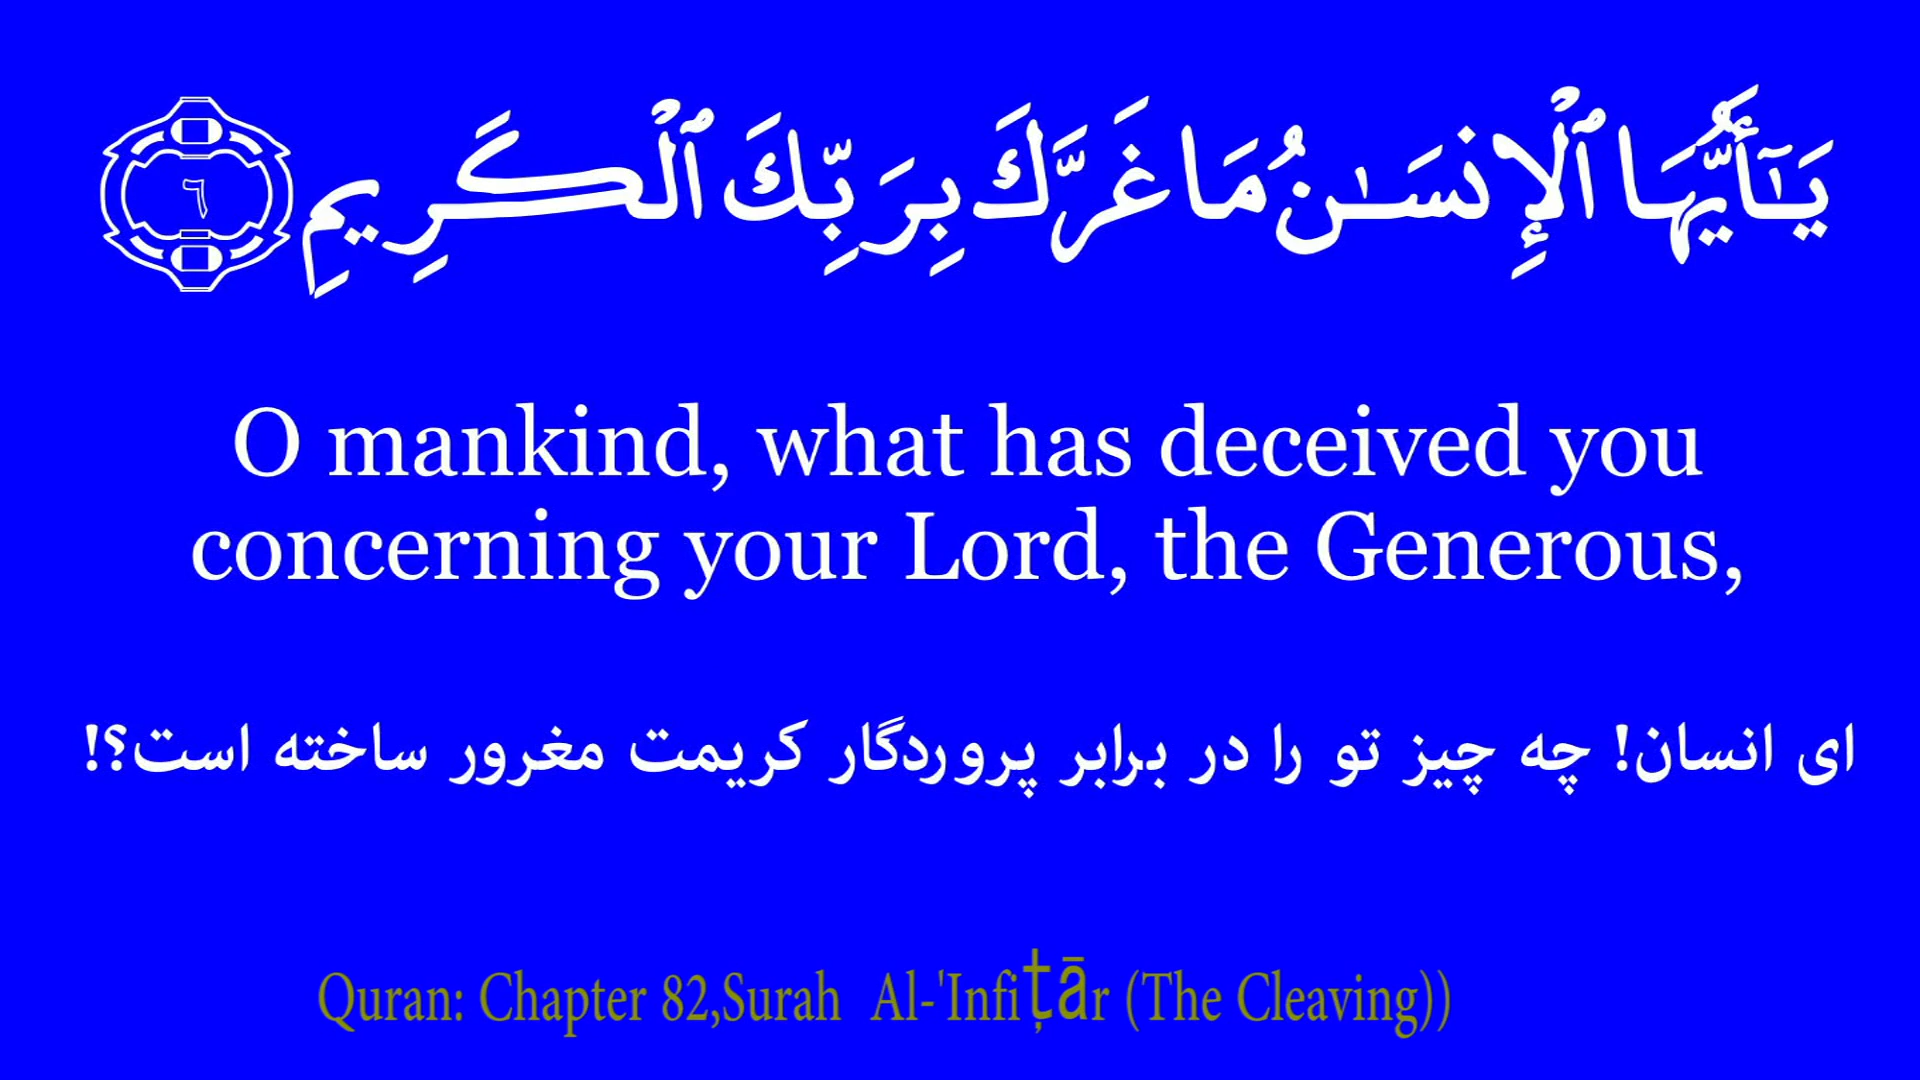 يَـٰٓأَيُّهَا ٱلْإِنسَـٰنُ مَا غَرَّكَ بِرَبِّكَ ٱلْكَرِيمِ ٦
O mankind, what has deceived you
concerning your Lord, the Generous,
ای انسان! چه چیز تو را در برابر پروردگار کریمت مغرور ساخته است؟!
Quran: Chapter 82,Surah Al-'Infiṭār (The Cleaving))